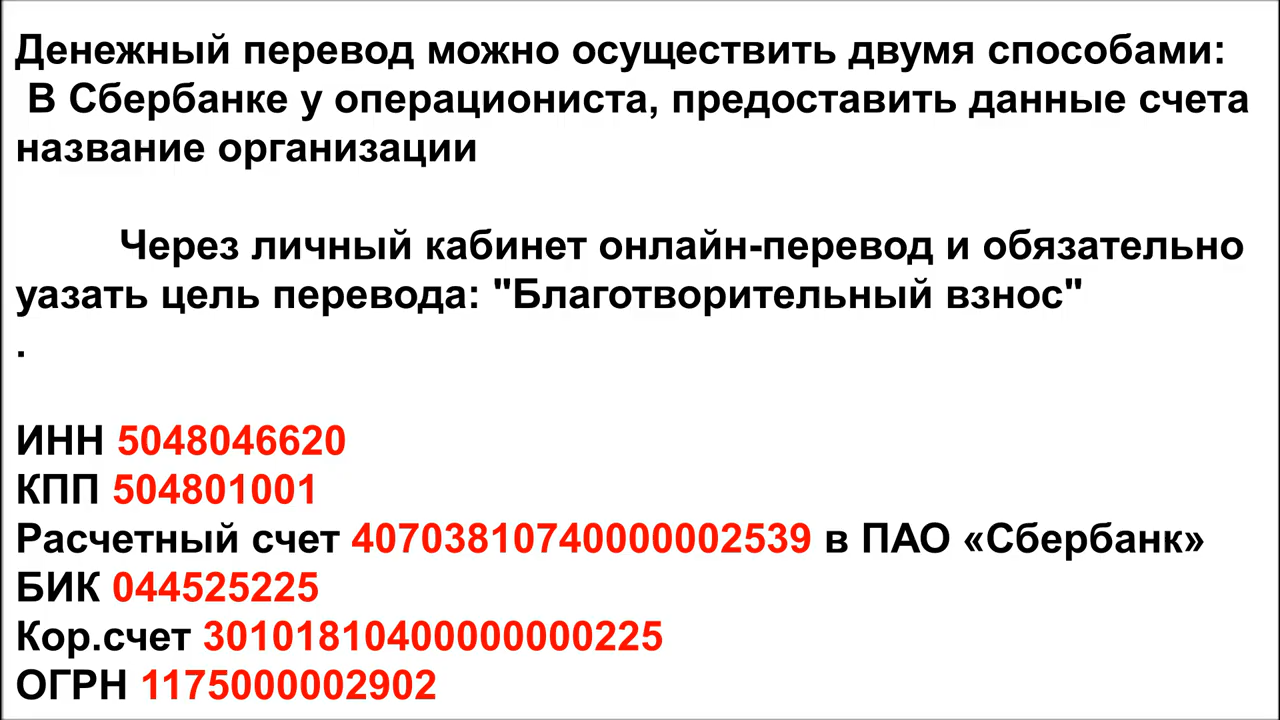 Денежный перевод можно осуществить двумя способами:
В Сбербанке у операциониста, предоставить данные счета
название организации
Через личный кабинет онлайн-перевод и обязательно
уазать цель перевода: "Благотворительный взнос"
.
ИНН 5048046620
КПП 504801001
Расчетный счет 40703810740000002539 в ПАО «Сбербанк»
БИК 044525225
Кор.счет 30101810400000000225
ОГРН 1175000002902